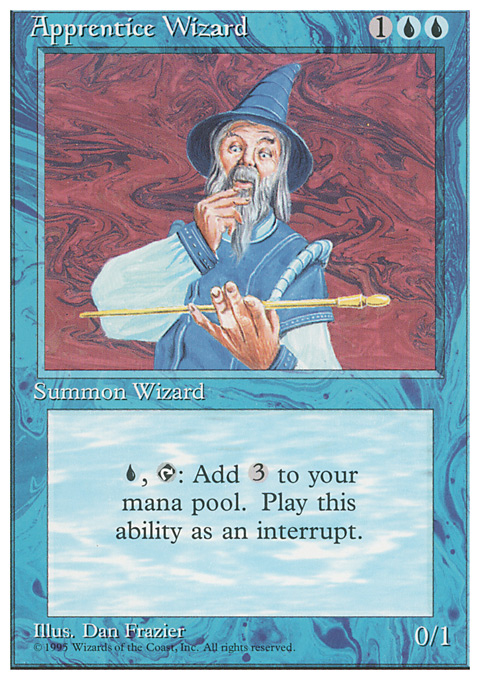 Apprentice Wizard 1
Summon Wizard
, : Add 3 to your
mana pool. Play this
ability as an interrupt.
Illus. Dan Frazier
© 1995 Wizards of the Coast, Inc. All rights reserved. 0/1